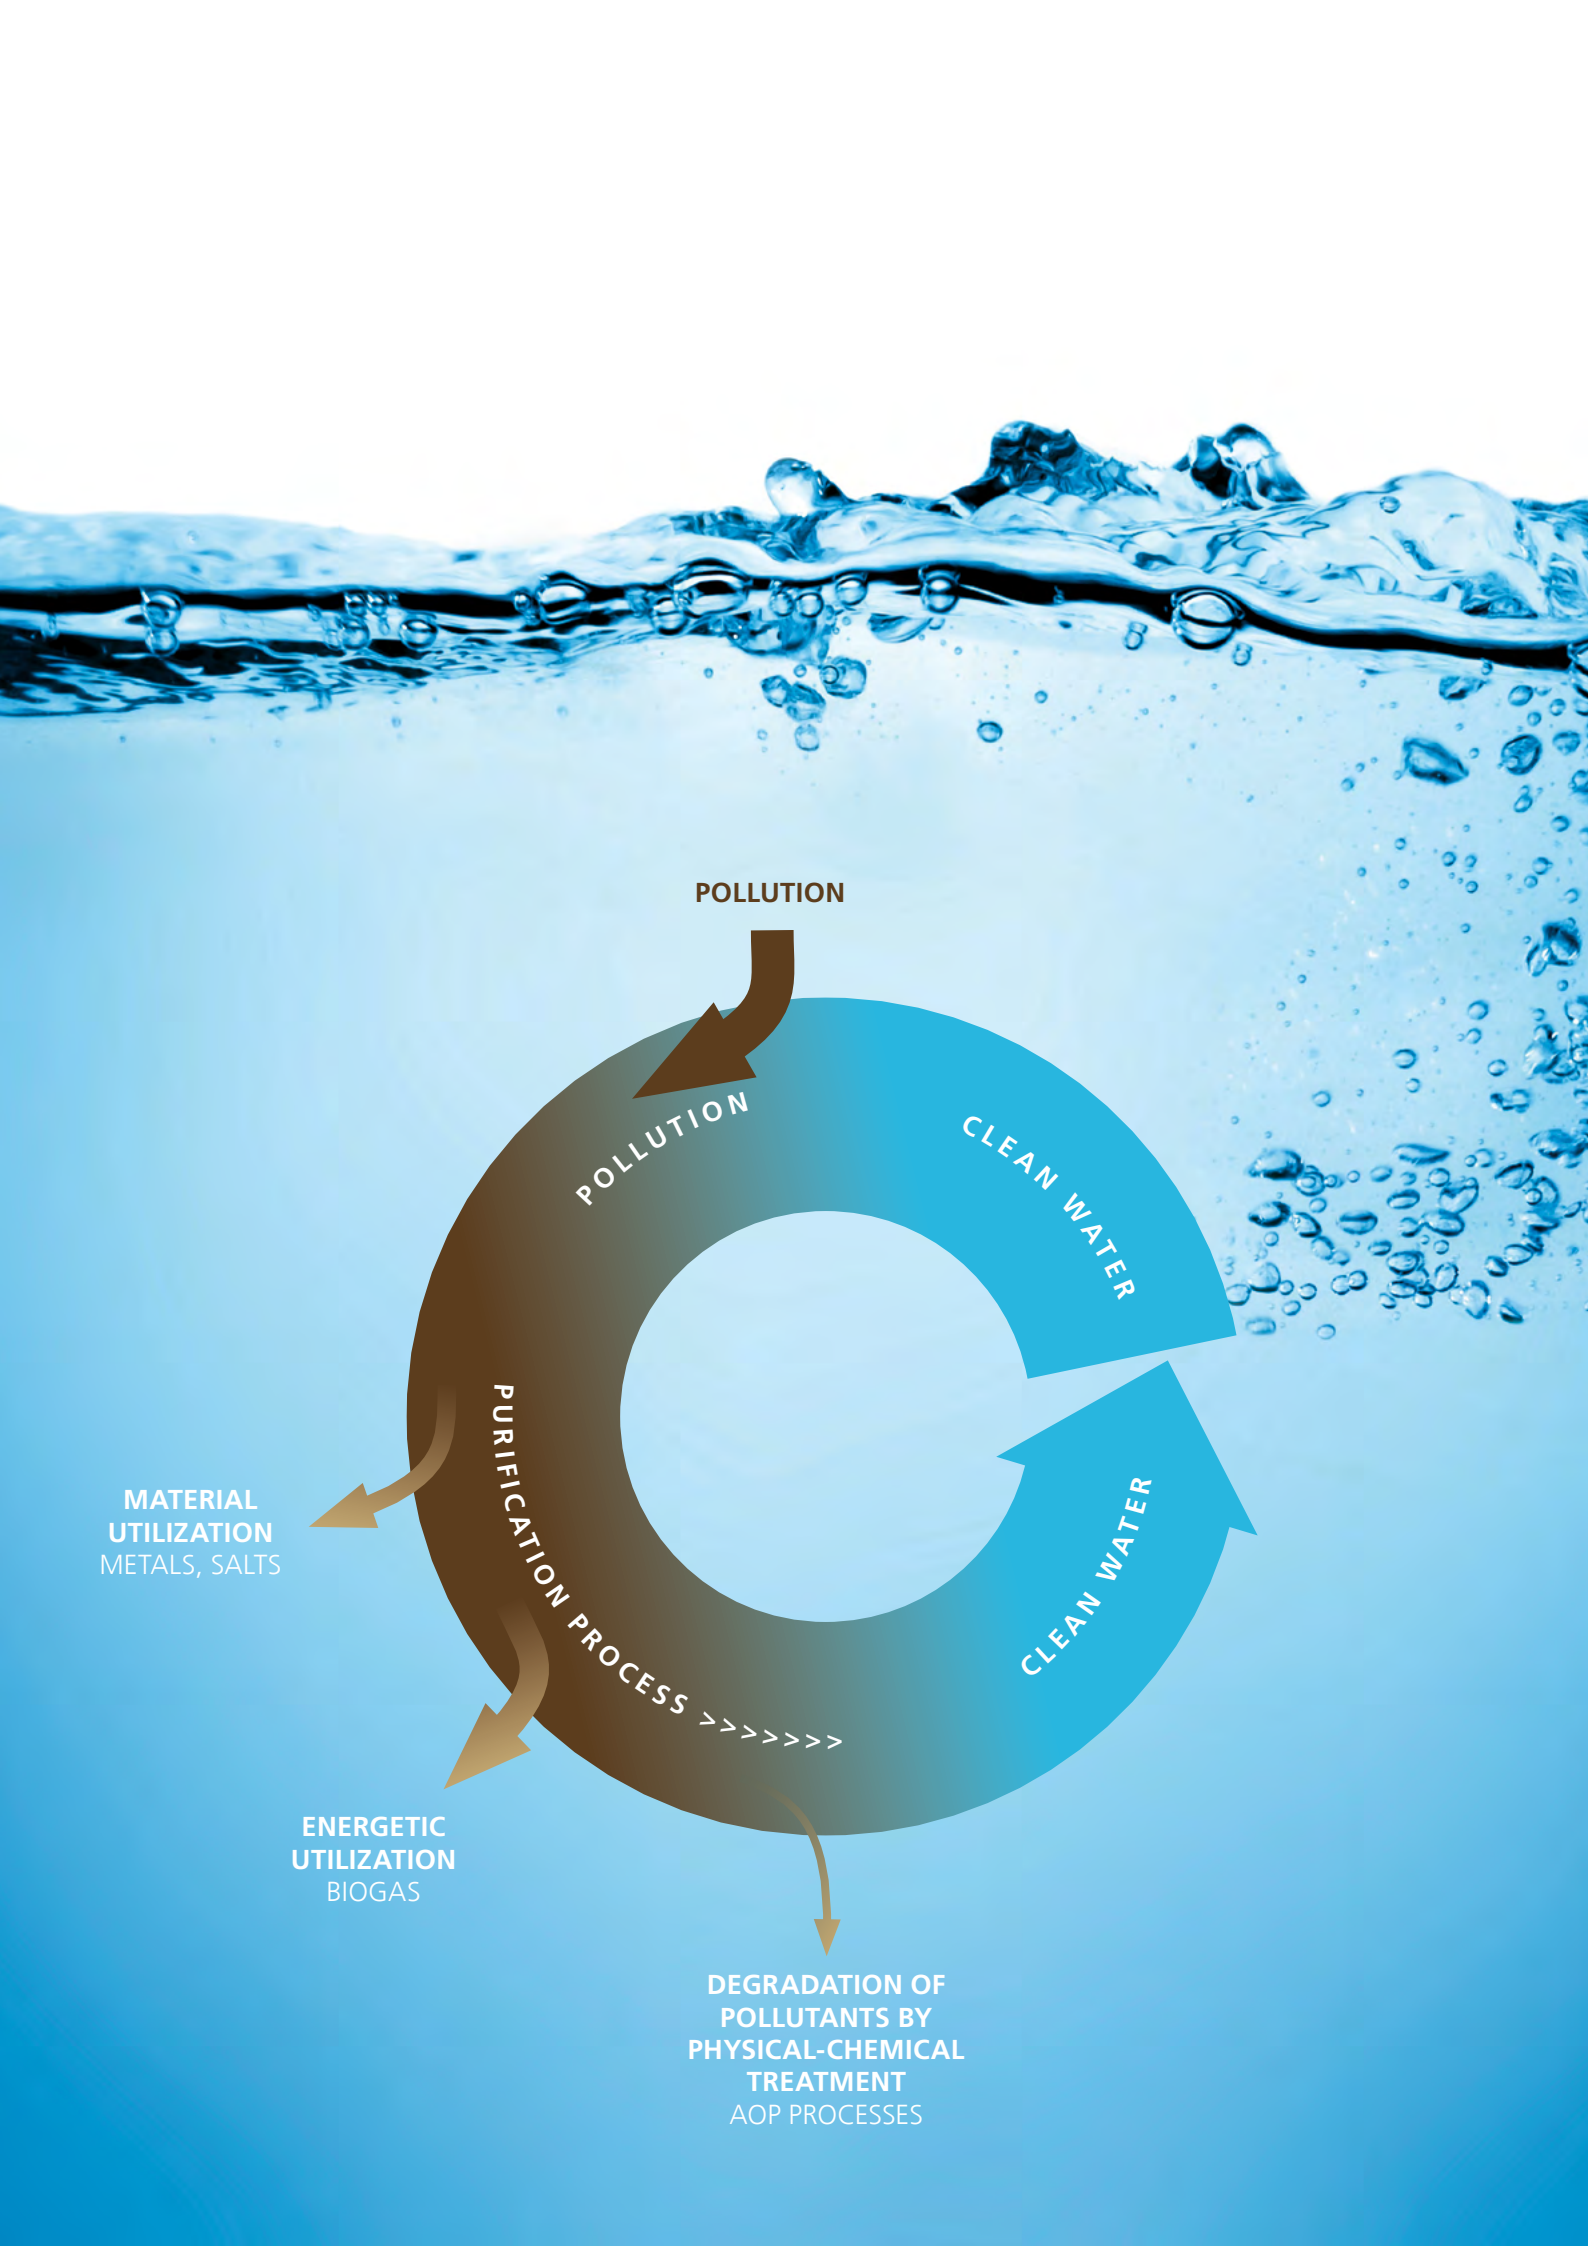 POLLUTION
POLLUTION
CLEAN WATER
PURIFICATION PROCESS >>>>>>>
CLEAN WATER
MATERIAL
UTILIZATION
METALS, SALTS
ENERGETIC
UTILIZATION
BIOGAS
DEGRADATION OF
POLLUTANTS BY
PHYSICAL-CHEMICAL
TREATMENT
AOP PROCESSES